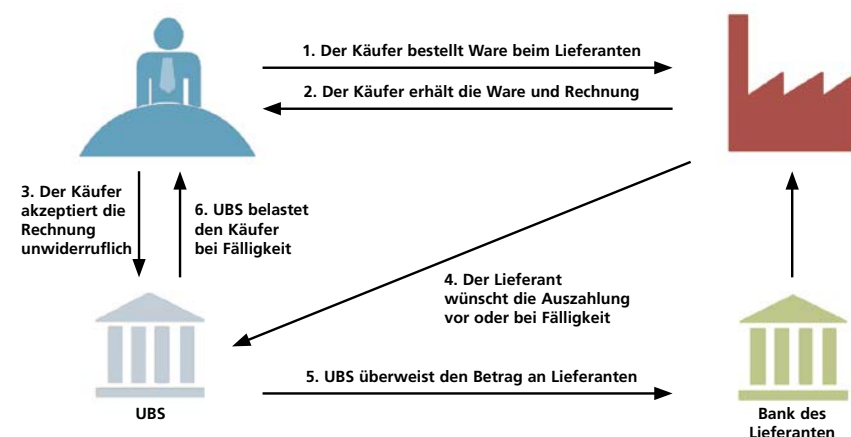 1. Der Käufer bestellt Ware beim Lieferanten
2. Der Käufer erhält die Ware und Rechnung
3. Der Käufer
akzeptiert die
Rechnung
unwiderruflich
6. UBS belastet
den Käufer
bei Fälligkeit
4. Der Lieferant
wünscht die Auszahlung
vor oder bei Fälligkeit
5. UBS überweist den Betrag an Lieferanten
UBS
Bank des
Lieferanten